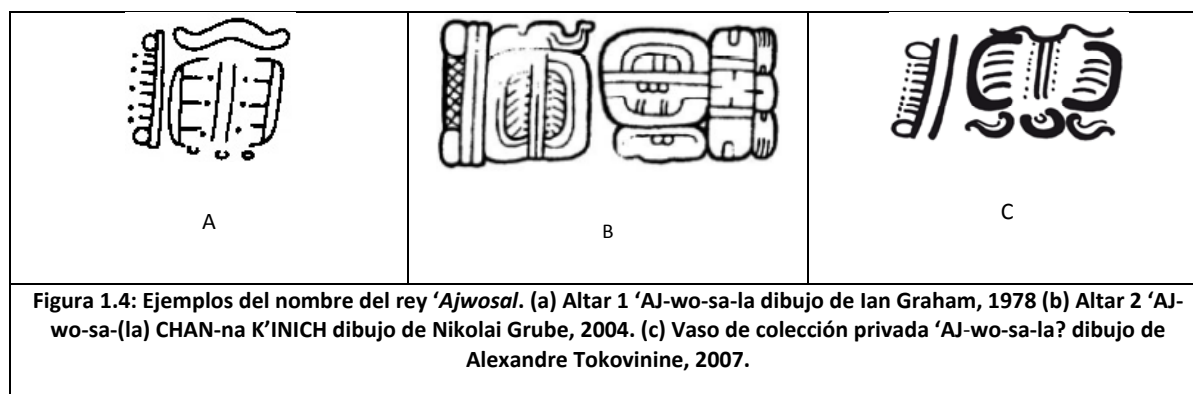 A
B
C
Figura 1.4: Ejemplos del nombre del rey ‘Ajwosal. (a) Altar 1 ‘AJ-wo-sa-la dibujo de Ian Graham, 1978 (b) Altar 2 ‘AJ-
wo-sa-(la) CHAN-na K’INICH dibujo de Nikolai Grube, 2004. (c) Vaso de colección privada ‘AJ-wo-sa-la? dibujo de
Alexandre Tokovinine, 2007.